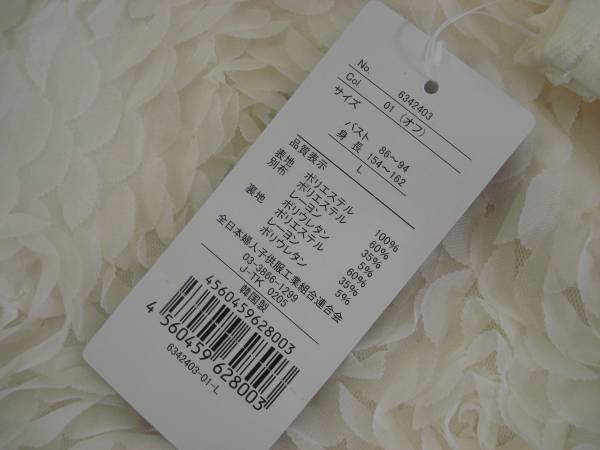 No. 6342403
Col. 01 (オフ)
サイズ
バスト 86～94
身長 154～162
L
品質表示
表地 ポリエステル 100%
別布 ポリエステル 60%
レーヨン 35%
ポリウレタン 5%
裏地 ポリエステル 60%
レーヨン 35%
ポリウレタン 5%
全日本婦人子供服工業組合連合会
03-3866-1299
J-TK 0205
韓国製
4560459628003
4 560459 628003
6342403-01-L